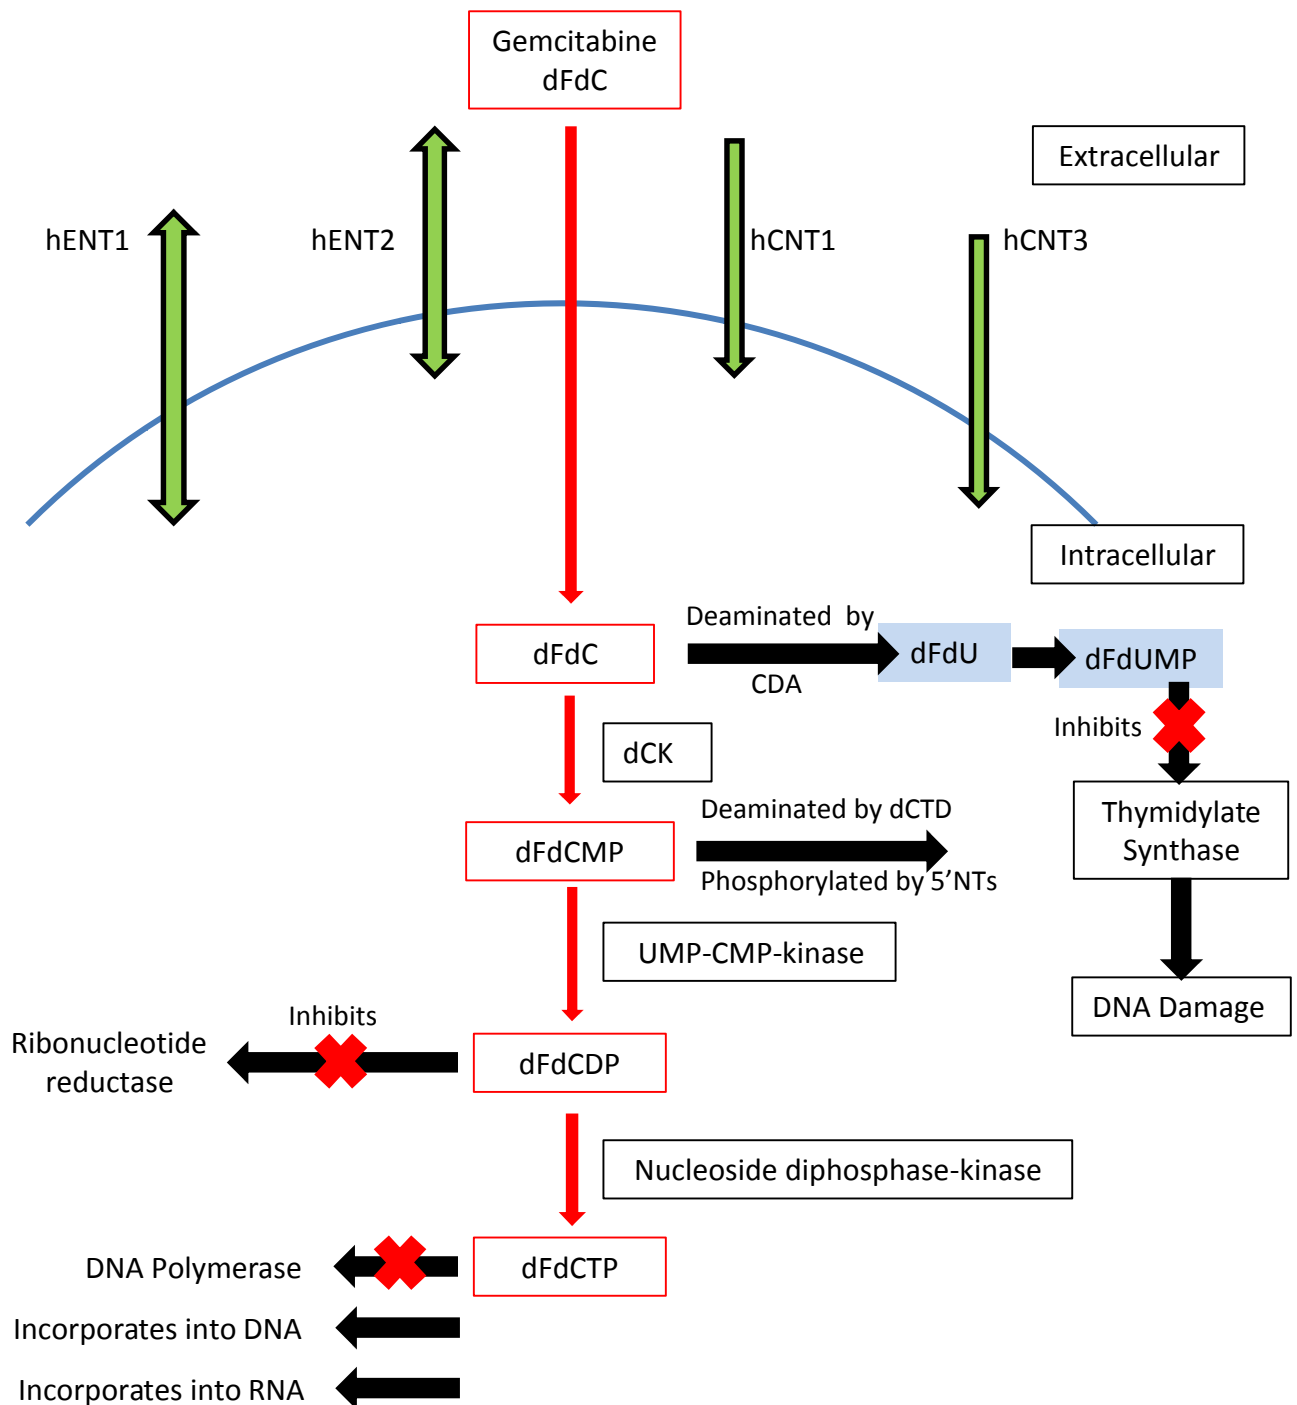 Gemcitabine
dFdC
Extracellular
hENT1
hENT2
hCNT1
hCNT3
Intracellular
dFdC
Deaminated by
CDA
dFdU
dFdUMP
Inhibits
dCK
Thymidylate
Synthase
dFdCMP
Deaminated by dCTD
Phosphorylated by 5’NTs
UMP-CMP-kinase
DNA Damage
Inhibits
Ribonucleotide
reductase
dFdCDP
Nucleoside diphosphase-kinase
DNA Polymerase
dFdCTP
Incorporates into DNA
Incorporates into RNA